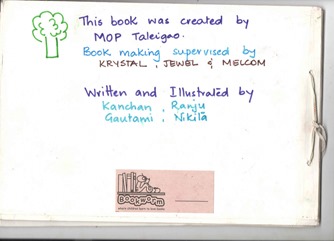 This book was created by
MOP Taleigao.
Book making supervised by
KRYSTAL, JEWEL & MELCOM
Written and Illustrated by
Kanchan, Ranju
Gautami, Nikita
Bookworm